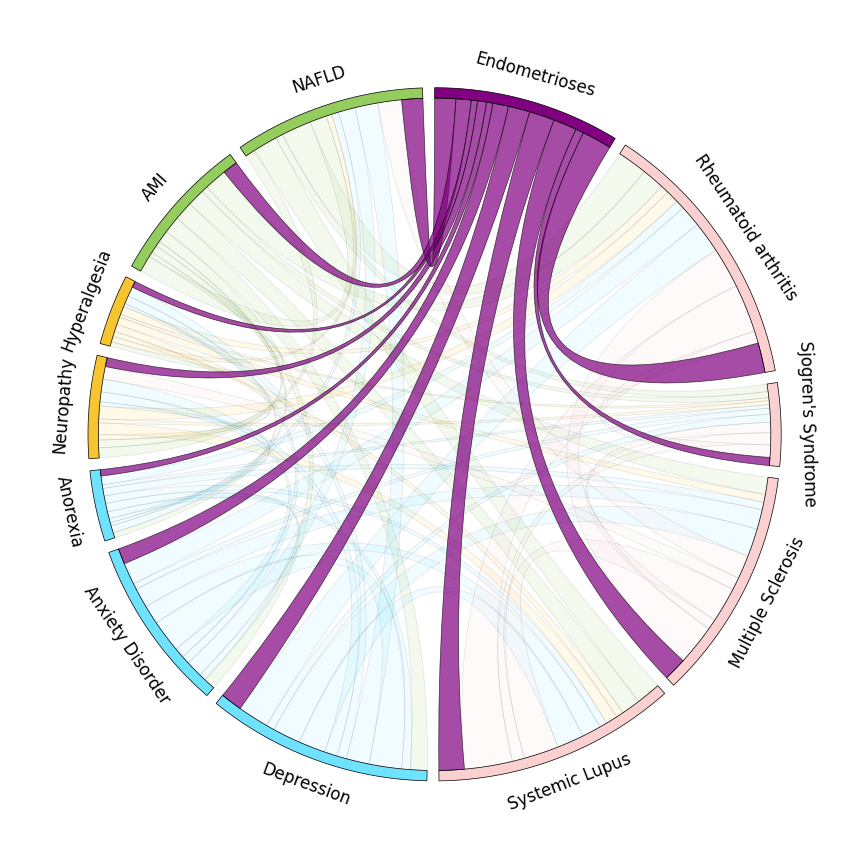 Endometrioses
Rheumatoid arthritis
Sjogren's Syndrome
Multiple Sclerosis
Systemic Lupus
Depression
Anxiety Disorder
Anorexia
Neuropathy
Hyperalgesia
AMI
NAFLD